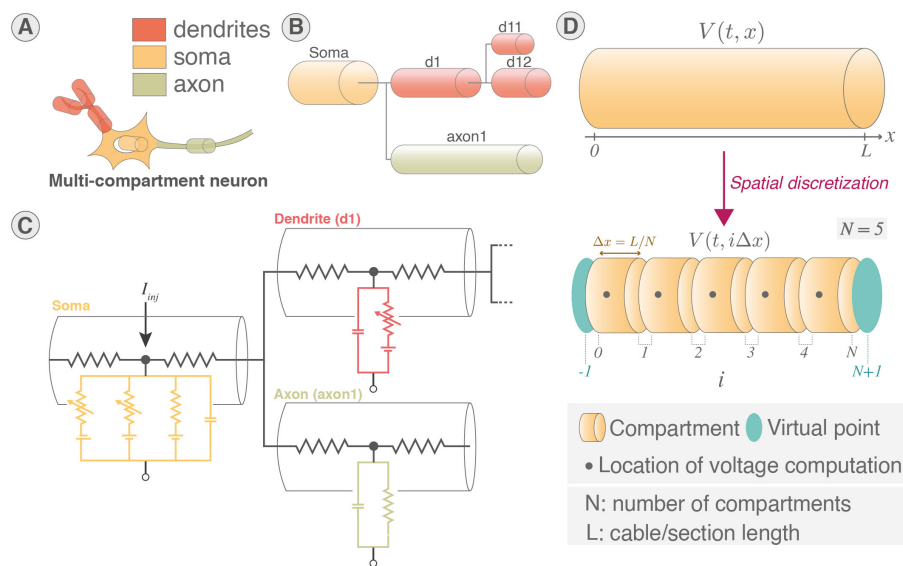 A
dendrites
soma
axon
Multi-compartment neuron
B
Soma
d1
d11
d12
axon1
C
Dendrite (d1)
I_inj
Soma
Axon (axon1)
D
V(t, x)
0
L
x
Spatial discretization
N = 5
V(t, iΔx)
Δx = L/N
0
1
2
3
4
N
-1
N+1
i
Compartment
Virtual point
Location of voltage computation
N: number of compartments
L: cable/section length